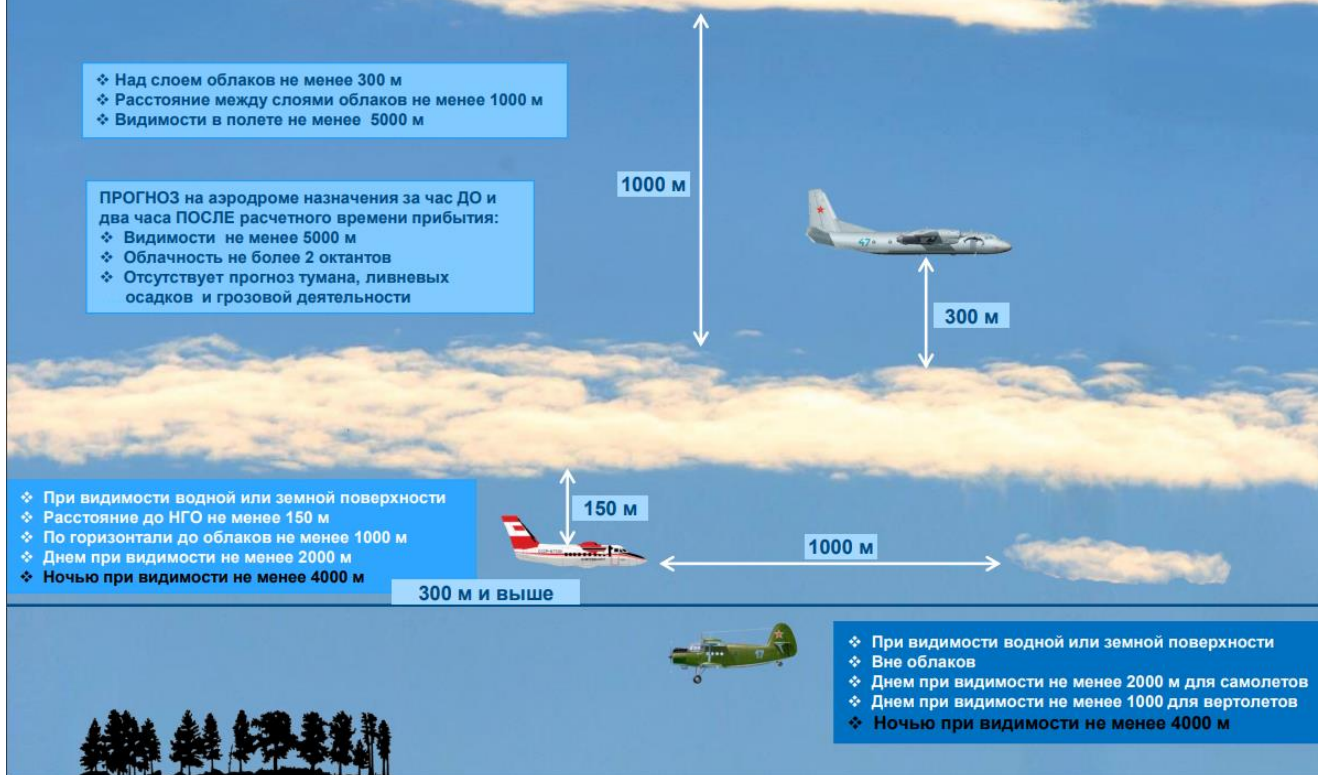 ❖ Над слоем облаков не менее 300 м
❖ Расстояние между слоями облаков не менее 1000 м
❖ Видимости в полете не менее 5000 м
1000 м
ПРОГНОЗ на аэродроме назначения за час ДО и
два часа ПОСЛЕ расчетного времени прибытия:
❖ Видимости не менее 5000 м
❖ Облачность не более 2 октантов
❖ Отсутствует прогноз тумана, ливневых
осадков и грозовой деятельности
47
300 м
❖ При видимости водной или земной поверхности
❖ Расстояние до НГО не менее 150 м
❖ По горизонтали до облаков не менее 1000 м
❖ Днем при видимости не менее 2000 м
❖ Ночью при видимости не менее 4000 м
150 м
1000 м
300 м и выше
❖ При видимости водной или земной поверхности
❖ Вне облаков
❖ Днем при видимости не менее 2000 м для самолетов
❖ Днем при видимости не менее 1000 для вертолетов
❖ Ночью при видимости не менее 4000 м